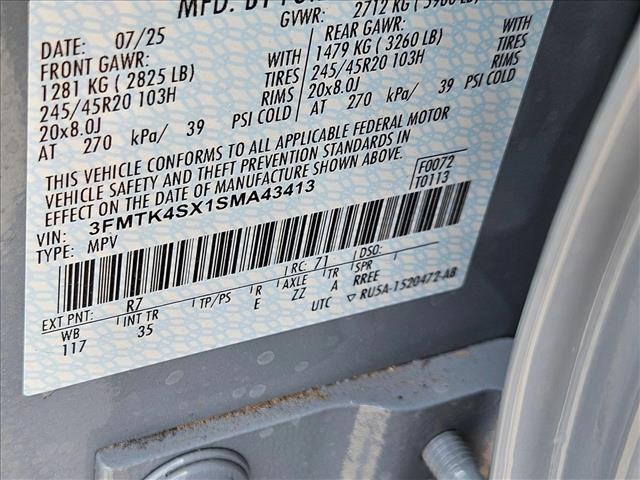 MFD. BY FOR
GVWR: 2712 KG
DATE: 07/25
FRONT GAWR: WITH
1281 KG ( 2825 LB) TIRES
245/45R20 103H RIMS
20x8.0J
AT 270 kPa/ 39 PSI COLD
REAR GAWR: WITH
1479 KG ( 3260 LB) TIRES
245/45R20 103H RIMS
20x8.0J
AT 270 kPa/ 39 PSI COLD
THIS VEHICLE CONFORMS TO ALL APPLICABLE FEDERAL MOTOR
VEHICLE SAFETY AND THEFT PREVENTION STANDARDS IN
EFFECT ON THE DATE OF MANUFACTURE SHOWN ABOVE.
F0072
T0113
VIN: 3FMTK4SX1SMA43413
TYPE: MPV
EXT PNT: R7 RC: 71 DSO:
WB INT TR TP/PS R AXLE TR SPR
117 35 E ZZ A RREE
UTC ▽ RU5A-1520472-AB